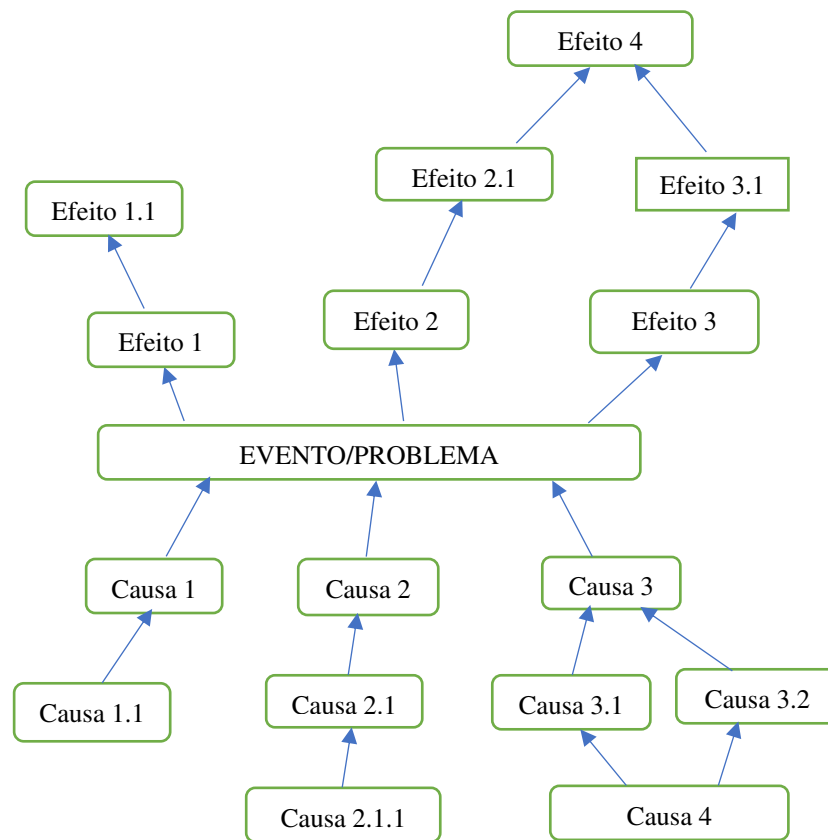 Efeito 4
Efeito 2.1
Efeito 3.1
Efeito 1.1
Efeito 2
Efeito 3
Efeito 1
EVENTO/PROBLEMA
Causa 1
Causa 2
Causa 3
Causa 1.1
Causa 2.1
Causa 3.1
Causa 3.2
Causa 2.1.1
Causa 4